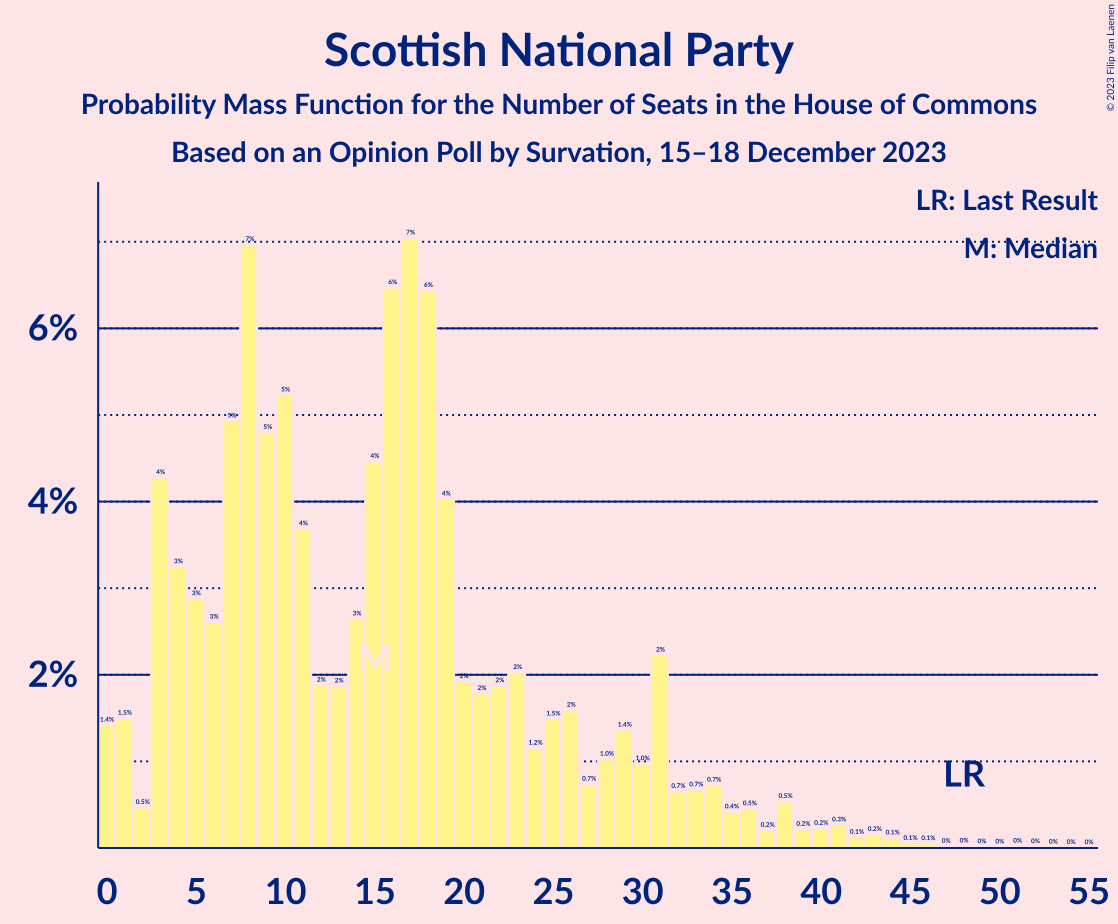 © 2023 Filip van Laenen
Scottish National Party
Probability Mass Function for the Number of Seats in the House of Commons
Based on an Opinion Poll by Survation, 15–18 December 2023
LR: Last Result
M: Median
6%
4%
2%
1.4% 1.5% 0.5% 4% 3% 3% 3% 5% 7% 5% 5% 4% 2% 2% 3% 4% 6% 7% 6% 4% 2% 2% 2% 2% 1.2% 1.5% 2% 0.7% 1.0% 1.4% 1.0% 2% 0.7% 0.7% 0.7% 0.4% 0.5% 0.2% 0.5% 0.2% 0.2% 0.3% 0.1% 0.2% 0.1% 0.1% 0.1% 0% 0% 0% 0% 0% 0% 0% 0% 0%
M
LR
0 5 10 15 20 25 30 35 40 45 50 55